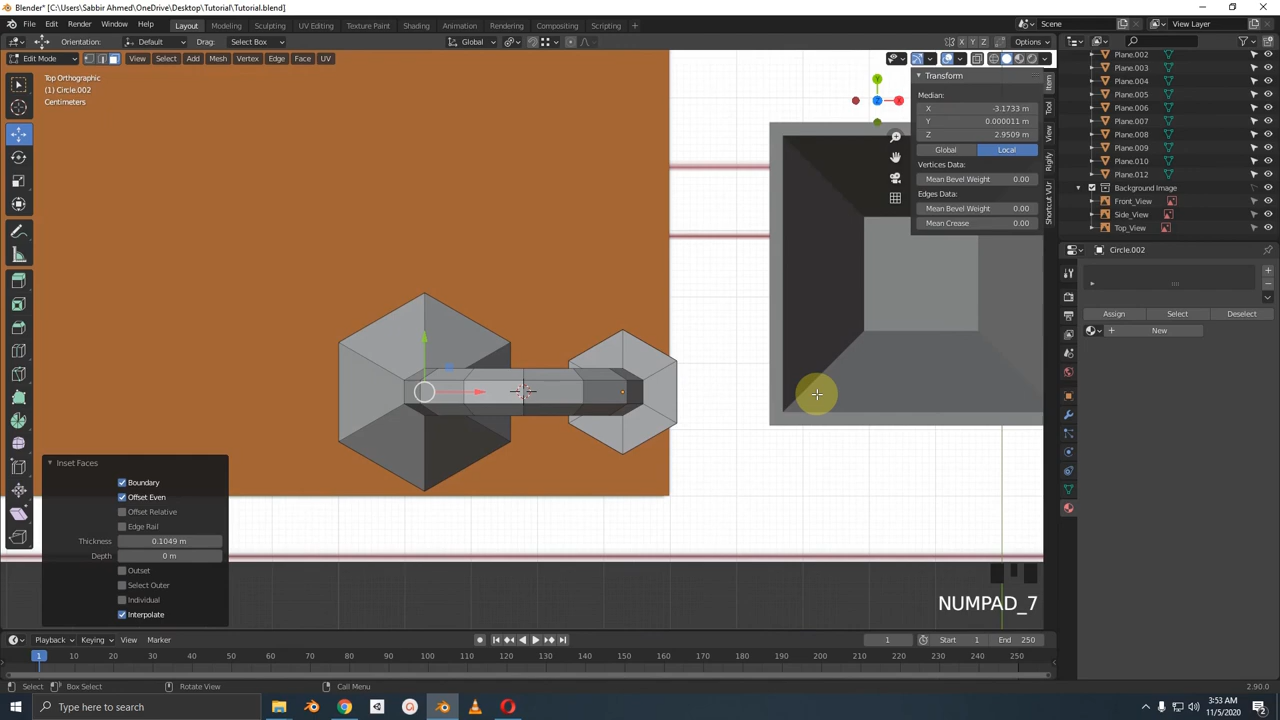 Blender* [C:\Users\Sabbir Ahmed\OneDrive\Desktop\Tutorial\Tutorial.blend]
File Edit Render Window Help Layout Modeling Sculpting UV Editing Texture Paint Shading Animation Rendering Compositing Scripting Scene View Layer
Orientation: Default Drag: Select Box Global X Y Z Options
Edit Mode View Select Add Mesh Vertex Edge Face UV
Top Orthographic
(1) Circle.002
Centimeters
Transform
Median:
X -3.1733 m
Y 0.000011 m
Z 2.9509 m
Global Local
Vertices Data:
Mean Bevel Weight 0.00
Edges Data:
Mean Bevel Weight 0.00
Mean Crease 0.00
Item
Tool
View
Rigify
Shortcut VUr
Y
X
Z
Plane.002
Plane.003
Plane.004
Plane.005
Plane.006
Plane.007
Plane.008
Plane.009
Plane.010
Plane.012
Background Image
Front_View
Side_View
Top_View
Circle.002
Assign Select Deselect
New
Inset Faces
Boundary
Offset Even
Offset Relative
Edge Rail
Thickness 0.1049 m
Depth 0 m
Outset
Select Outer
Individual
Interpolate
NUMPAD_7
Playback Keying View Marker 1 Start 1 End 250
1 10 20 30 40 50 60 70 80 90 100 110 120 130 140 150 160 170 180 190 200 210 220 230 240 250
Select Box Select Rotate View Call Menu 2.90.0
Type here to search
3:53 AM
11/5/2020
2